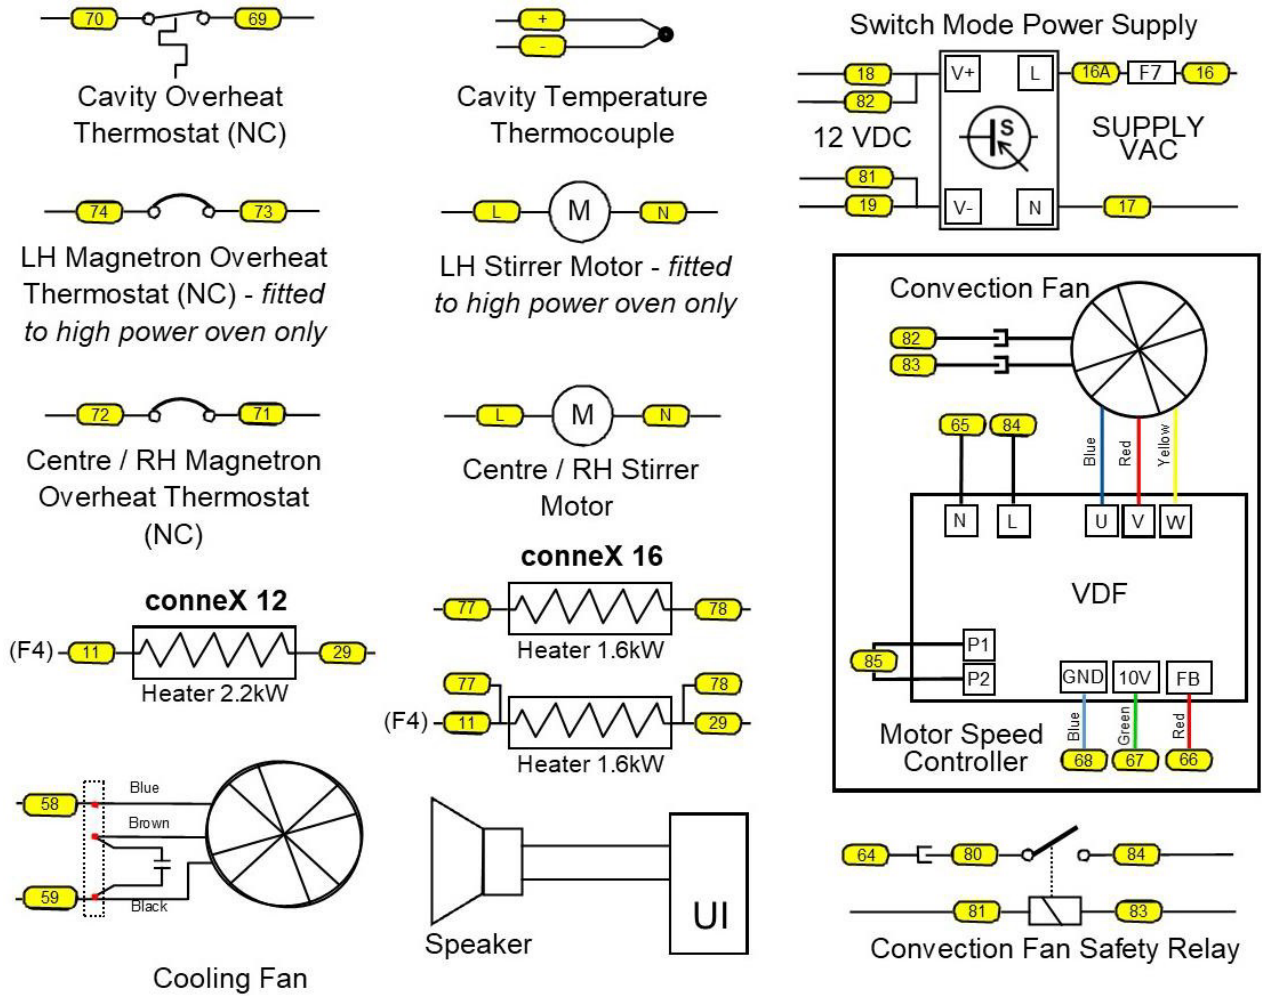 70
69
Cavity Overheat
Thermostat (NC)
+
-
Cavity Temperature
Thermocouple
Switch Mode Power Supply
18
82
12 VDC
81
19
V+
L
S
V-
N
16A
F7
16
SUPPLY
VAC
17
74
73
LH Magnetron Overheat
Thermostat (NC) - fitted
to high power oven only
L
M
N
LH Stirrer Motor - fitted
to high power oven only
72
71
Centre / RH Magnetron
Overheat Thermostat
(NC)
L
M
N
Centre / RH Stirrer
Motor
Convection Fan
82
83
65
84
Blue
Red
Yellow
N
L
U
V
W
VDF
85
P1
P2
GND
10V
FB
Blue
Green
Red
68
67
66
Motor Speed
Controller
conneX 12
(F4)
11
29
Heater 2.2kW
conneX 16
77
78
Heater 1.6kW
77
78
(F4)
11
29
Heater 1.6kW
58
59
Blue
Brown
Black
Cooling Fan
UI
Speaker
64
80
84
81
83
Convection Fan Safety Relay